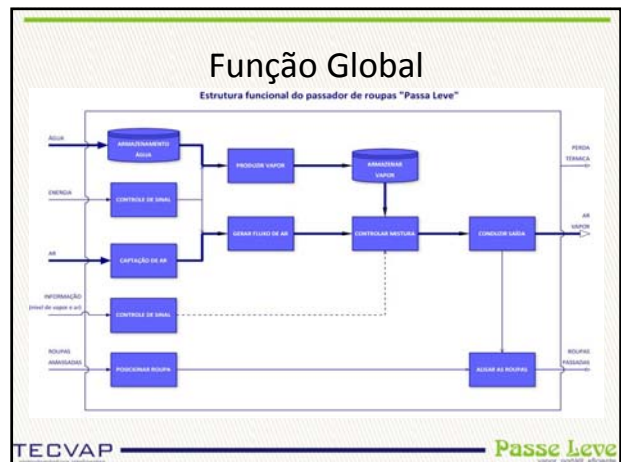 Função Global
Estrutura funcional do passador de roupas "Passa Leve"
ÁGUA
ARMAZENAMENTO
ÁGUA
PRODUZIR VAPOR
ARMAZENAR
VAPOR
PERDA
TÉRMICA
ENERGIA
CONTROLE DE SINAL
AR
CAPTAÇÃO DE AR
GERAR FLUXO DE AR
CONTROLAR MISTURA
CONDUZIR SAÍDA
AR
VAPOR
INFORMAÇÃO
(nível de vapor e ar)
CONTROLE DE SINAL
ROUPAS
AMASSADAS
POSICIONAR ROUPA
ALISAR AS ROUPAS
ROUPAS
PASSADAS
TECVAP
Passe Leve